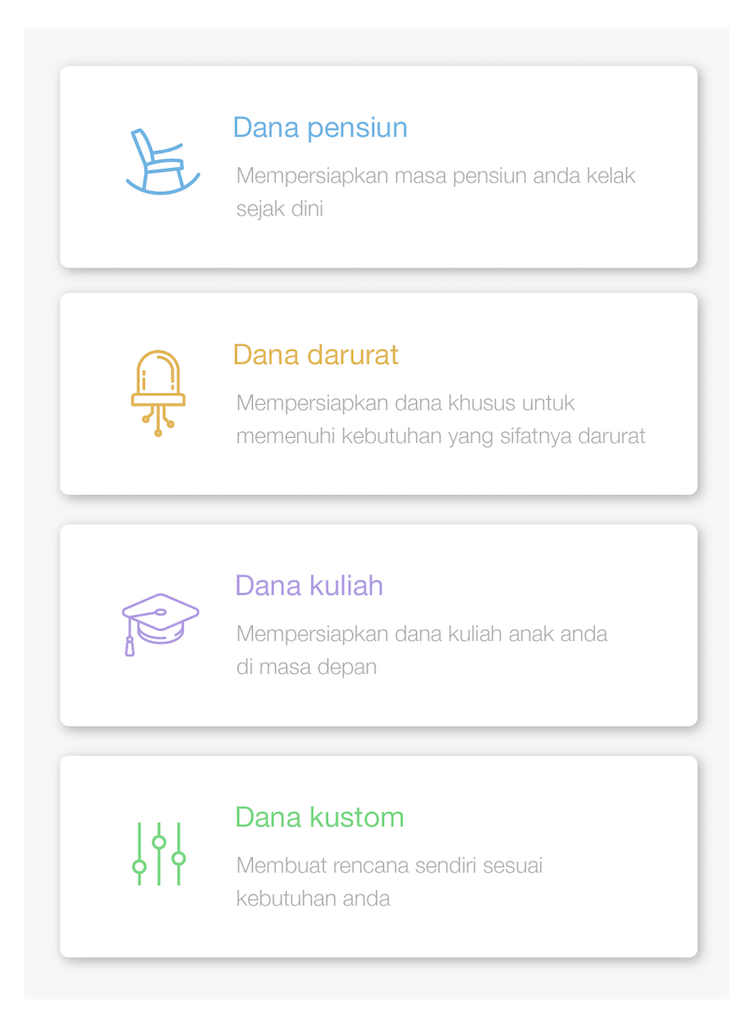 Dana pensiun
Mempersiapkan masa pensiun anda kelak
sejak dini
Dana darurat
Mempersiapkan dana khusus untuk
memenuhi kebutuhan yang sifatnya darurat
Dana kuliah
Mempersiapkan dana kuliah anak anda
di masa depan
Dana kustom
Membuat rencana sendiri sesuai
kebutuhan anda